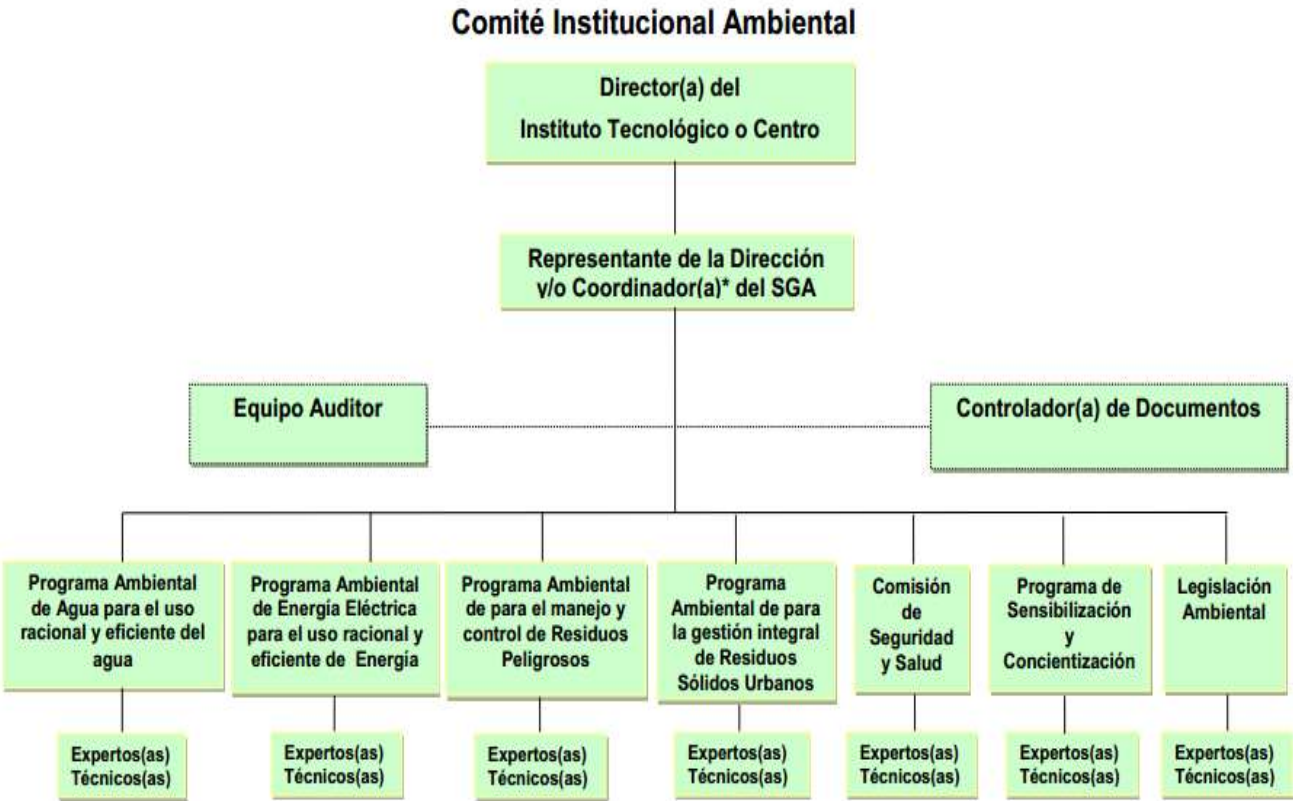 Comité Institucional Ambiental
Director(a) del
Instituto Tecnológico o Centro
Representante de la Dirección
y/o Coordinador(a)* del SGA
Equipo Auditor
Controlador(a) de Documentos
Programa Ambiental
de Agua para el uso
racional y eficiente del
agua
Programa Ambiental
de Energía Eléctrica
para el uso racional y
eficiente de Energía
Programa Ambiental
de para el manejo y
control de Residuos
Peligrosos
Programa
Ambiental de para
la gestión integral
de Residuos
Sólidos Urbanos
Comisión
de
Seguridad
y Salud
Programa de
Sensibilización
y
Concientización
Legislación
Ambiental
Expertos(as)
Técnicos(as)
Expertos(as)
Técnicos(as)
Expertos(as)
Técnicos(as)
Expertos(as)
Técnicos(as)
Expertos(as)
Técnicos(as)
Expertos(as)
Técnicos(as)
Expertos(as)
Técnicos(as)